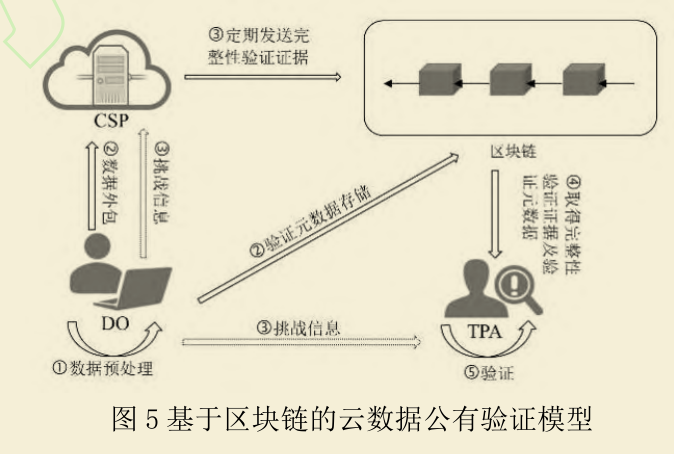 ③定期发送完
整性验证证据
CSP
区块链
②数据外包
③挑战信息
②验证元数据存储
④取得完整性
验证证据及验
证元数据
DO
③挑战信息
TPA
①数据预处理
⑤验证
图 5 基于区块链的云数据公有验证模型